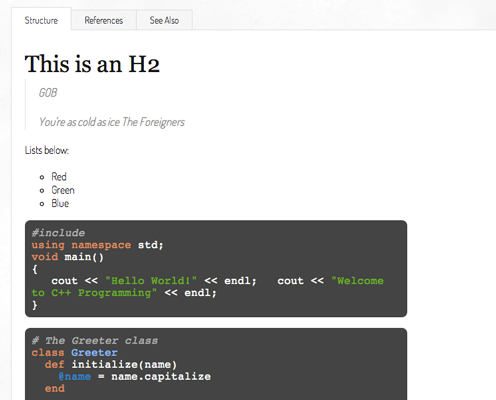 Structure References See Also
This is an H2
GOB
You're as cold as ice The Foreigners
Lists below:
Red
Green
Blue
#include
using namespace std;
void main()
{
cout << "Hello World!" << endl; cout << "Welcome
to C++ Programming" << endl;
}
# The Greeter class
class Greeter
def initialize(name)
@name = name.capitalize
end